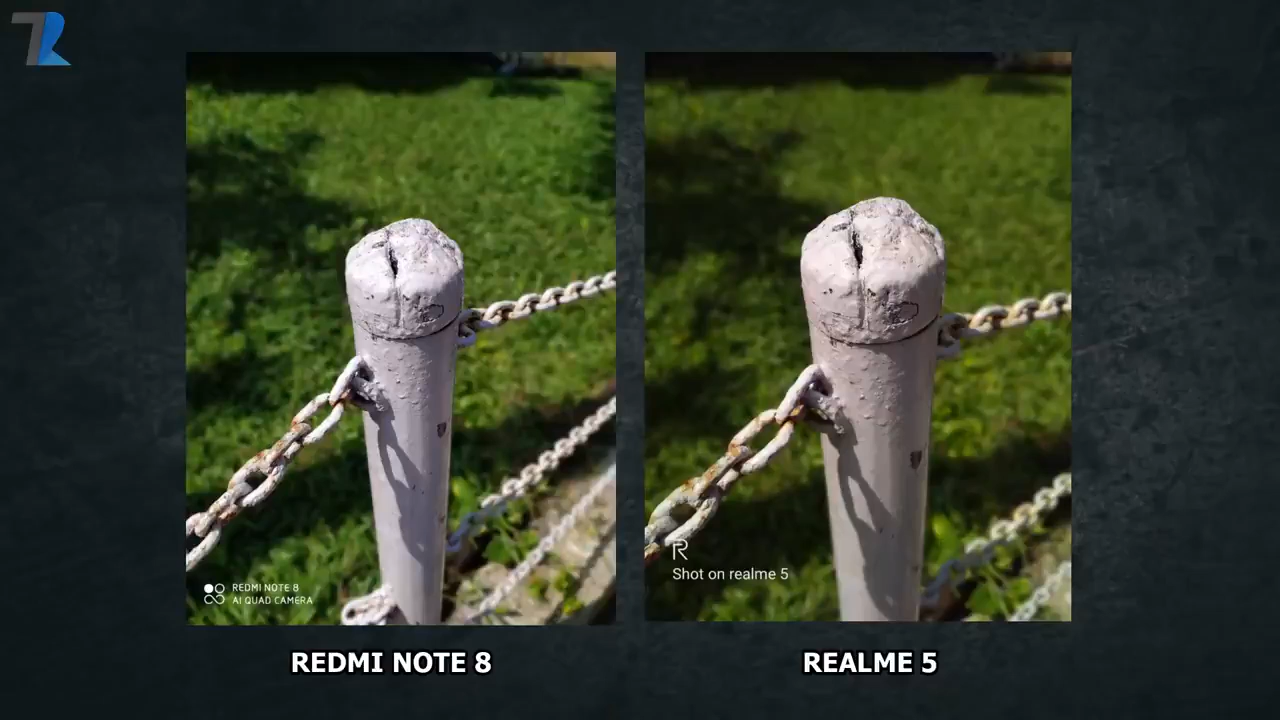 REDMI NOTE 8
AI QUAD CAMERA
Shot on realme 5
REDMI NOTE 8
REALME 5